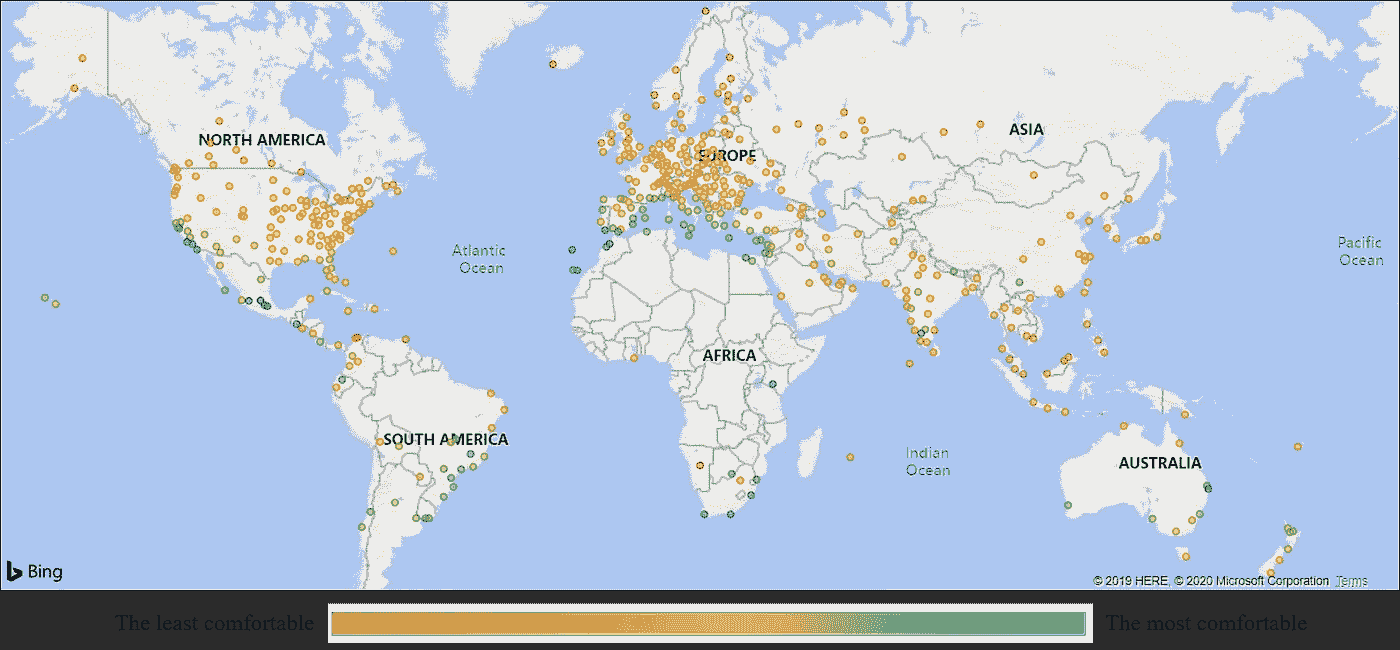 NORTH AMERICA
ASIA
EUROPE
Atlantic
Ocean
Pacific
Ocean
AFRICA
SOUTH AMERICA
Indian
Ocean
AUSTRALIA
Bing
© 2019 HERE, © 2020 Microsoft Corporation Terms
The least comfortable
The most comfortable